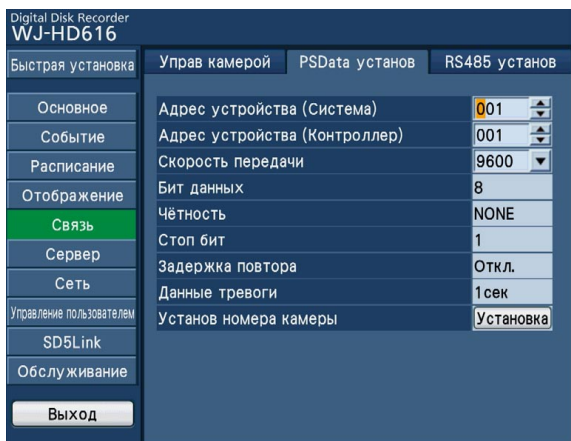 Digital Disk Recorder
WJ-HD616
Быстрая установка
Основное
Событие
Расписание
Отображение
Связь
Сервер
Сеть
Управление пользователем
SD5Link
Обслуживание
Выход
Управ камерой PSData установ RS485 установ
Адрес устройства (Система) 001
Адрес устройства (Контроллер) 001
Скорость передачи 9600
Бит данных 8
Чётность NONE
Стоп бит 1
Задержка повтора Откл.
Данные тревоги 1сек
Установ номера камеры Установка